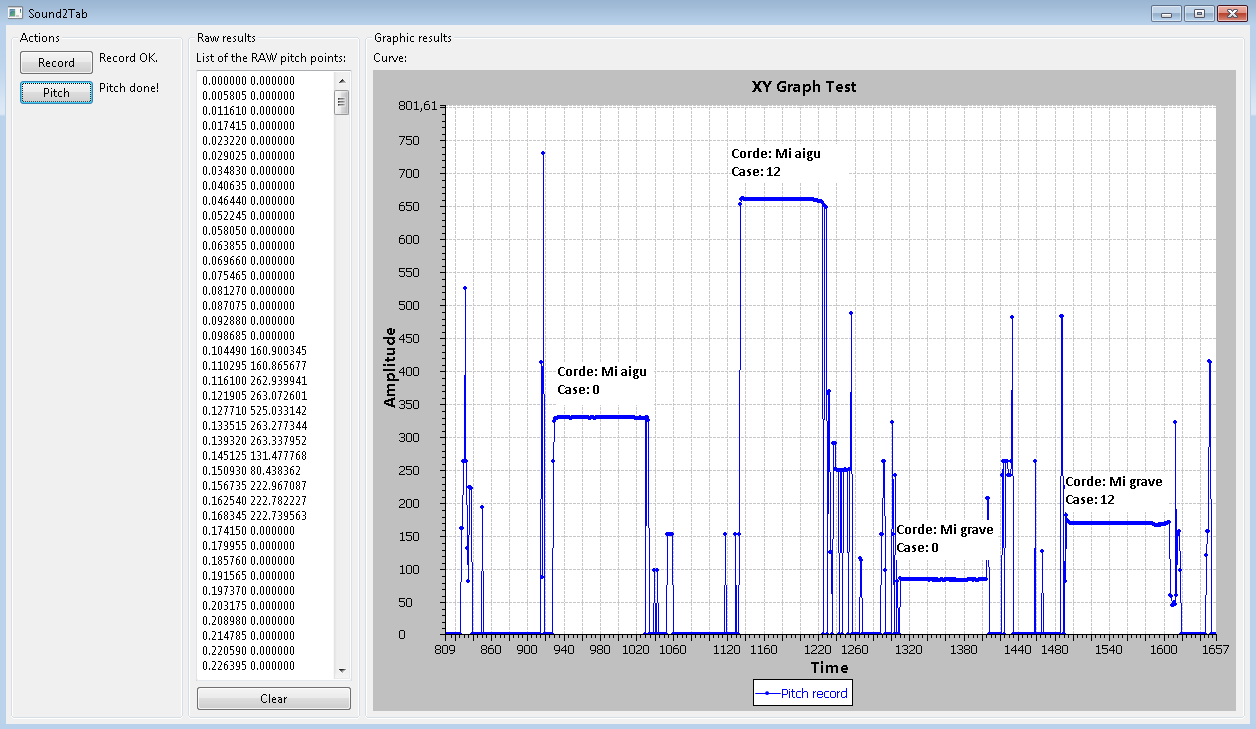 Sound2Tab
Actions
Record
Record OK.
Pitch
Pitch done!
Raw results
List of the RAW pitch points:
0.000000 0.000000
0.005805 0.000000
0.011610 0.000000
0.017415 0.000000
0.023220 0.000000
0.029025 0.000000
0.034830 0.000000
0.040635 0.000000
0.046440 0.000000
0.052245 0.000000
0.058050 0.000000
0.063855 0.000000
0.069660 0.000000
0.075465 0.000000
0.081270 0.000000
0.087075 0.000000
0.092880 0.000000
0.098685 0.000000
0.104490 160.900345
0.110295 160.865677
0.116100 262.939941
0.121905 263.072601
0.127710 525.033142
0.133515 263.277344
0.139320 263.337952
0.145125 131.477768
0.150930 80.438362
0.156735 222.967087
0.162540 222.782227
0.168345 222.739563
0.174150 0.000000
0.179955 0.000000
0.185760 0.000000
0.191565 0.000000
0.197370 0.000000
0.203175 0.000000
0.208980 0.000000
0.214785 0.000000
0.220590 0.000000
0.226395 0.000000
Clear
Graphic results
Curve:
XY Graph Test
801,61
750
700
650
600
550
500
450
400
350
300
250
200
150
100
50
0
Amplitude
Corde: Mi aigu
Case: 0
Corde: Mi aigu
Case: 12
Corde: Mi grave
Case: 0
Corde: Mi grave
Case: 12
809 860 900 940 980 1020 1060 1120 1160 1220 1260 1320 1380 1440 1480 1540 1600 1657
Time
Pitch record